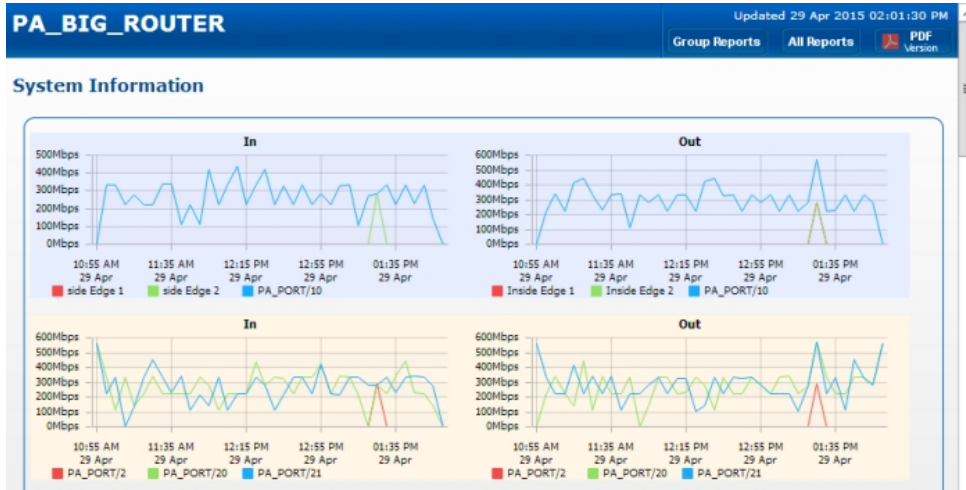 PA_BIG_ROUTER
Updated 29 Apr 2015 02:01:30 PM
Group Reports All Reports PDF Version
System Information
In
500Mbps
400Mbps
300Mbps
200Mbps
100Mbps
0Mbps
10:55 AM 11:35 AM 12:15 PM 12:55 PM 01:35 PM
29 Apr 29 Apr 29 Apr 29 Apr 29 Apr
side Edge 1 side Edge 2 PA_PORT/10
Out
600Mbps
500Mbps
400Mbps
300Mbps
200Mbps
100Mbps
0Mbps
10:55 AM 11:35 AM 12:15 PM 12:55 PM 01:35 PM
29 Apr 29 Apr 29 Apr 29 Apr 29 Apr
Inside Edge 1 Inside Edge 2 PA_PORT/10
In
600Mbps
500Mbps
400Mbps
300Mbps
200Mbps
100Mbps
0Mbps
10:55 AM 11:35 AM 12:15 PM 12:55 PM 01:35 PM
29 Apr 29 Apr 29 Apr 29 Apr 29 Apr
PA_PORT/2 PA_PORT/20 PA_PORT/21
Out
600Mbps
500Mbps
400Mbps
300Mbps
200Mbps
100Mbps
0Mbps
10:55 AM 11:35 AM 12:15 PM 12:55 PM 01:35 PM
29 Apr 29 Apr 29 Apr 29 Apr 29 Apr
PA_PORT/2 PA_PORT/20 PA_PORT/21